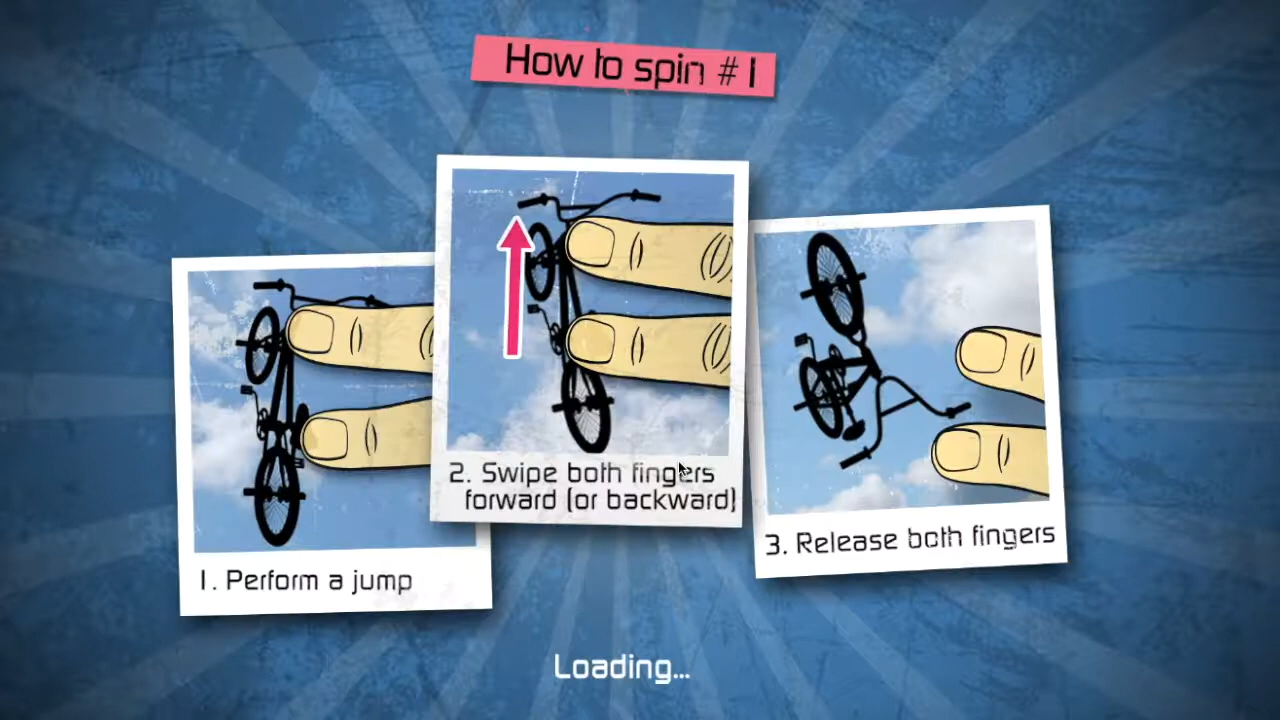 How to spin # 1
1. Perform a jump
2. Swipe both fingers
forward (or backward)
3. Release both fingers
Loading...